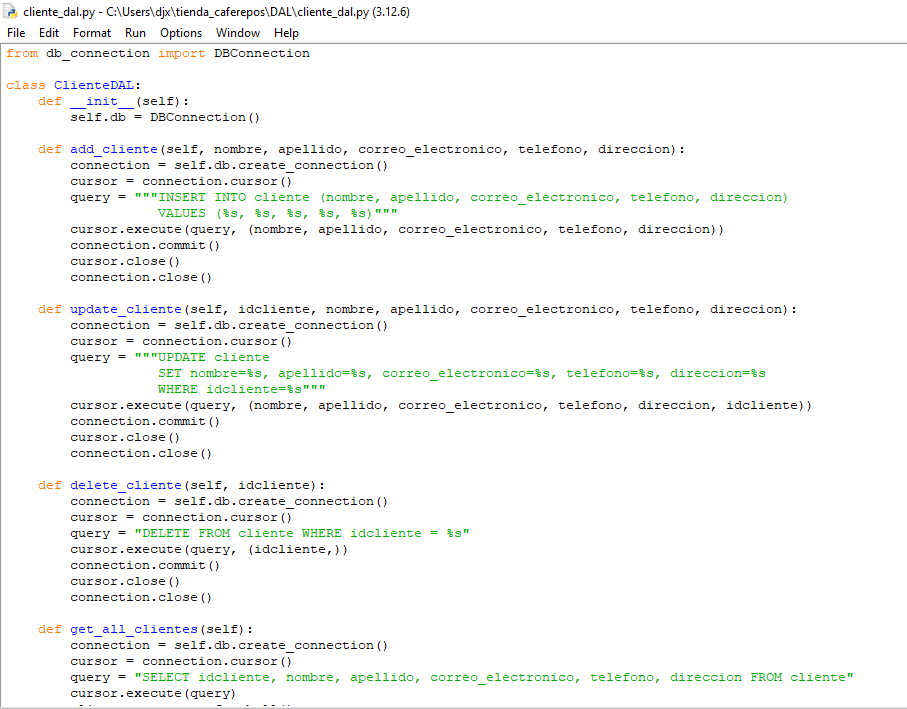 cliente_dal.py - C:\Users\djx\tienda_caferepos\DAL\cliente_dal.py (3.12.6)
File Edit Format Run Options Window Help
from db_connection import DBConnection
class ClienteDAL:
    def __init__(self):
        self.db = DBConnection()
    def add_cliente(self, nombre, apellido, correo_electronico, telefono, direccion):
        connection = self.db.create_connection()
        cursor = connection.cursor()
        query = """INSERT INTO cliente (nombre, apellido, correo_electronico, telefono, direccion)
                   VALUES (%s, %s, %s, %s, %s)"""
        cursor.execute(query, (nombre, apellido, correo_electronico, telefono, direccion))
        connection.commit()
        cursor.close()
        connection.close()
    def update_cliente(self, idcliente, nombre, apellido, correo_electronico, telefono, direccion):
        connection = self.db.create_connection()
        cursor = connection.cursor()
        query = """UPDATE cliente
                   SET nombre=%s, apellido=%s, correo_electronico=%s, telefono=%s, direccion=%s
                   WHERE idcliente=%s"""
        cursor.execute(query, (nombre, apellido, correo_electronico, telefono, direccion, idcliente))
        connection.commit()
        cursor.close()
        connection.close()
    def delete_cliente(self, idcliente):
        connection = self.db.create_connection()
        cursor = connection.cursor()
        query = "DELETE FROM cliente WHERE idcliente = %s"
        cursor.execute(query, (idcliente,))
        connection.commit()
        cursor.close()
        connection.close()
    def get_all_clientes(self):
        connection = self.db.create_connection()
        cursor = connection.cursor()
        query = "SELECT idcliente, nombre, apellido, correo_electronico, telefono, direccion FROM cliente"
        cursor.execute(query)